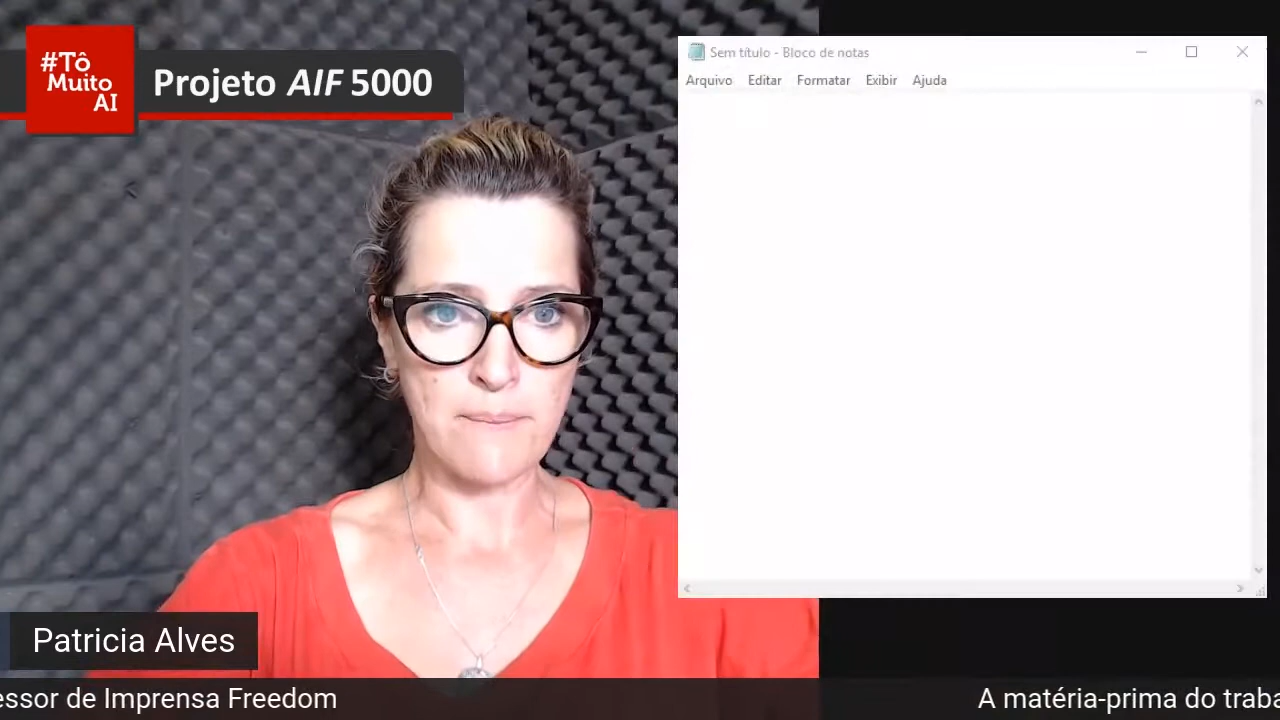 #Tô
Muito
AI
Projeto AIF 5000
Sem título - Bloco de notas
Arquivo Editar Formatar Exibir Ajuda
Patricia Alves
essor de Imprensa Freedom
A matéria-prima do traba